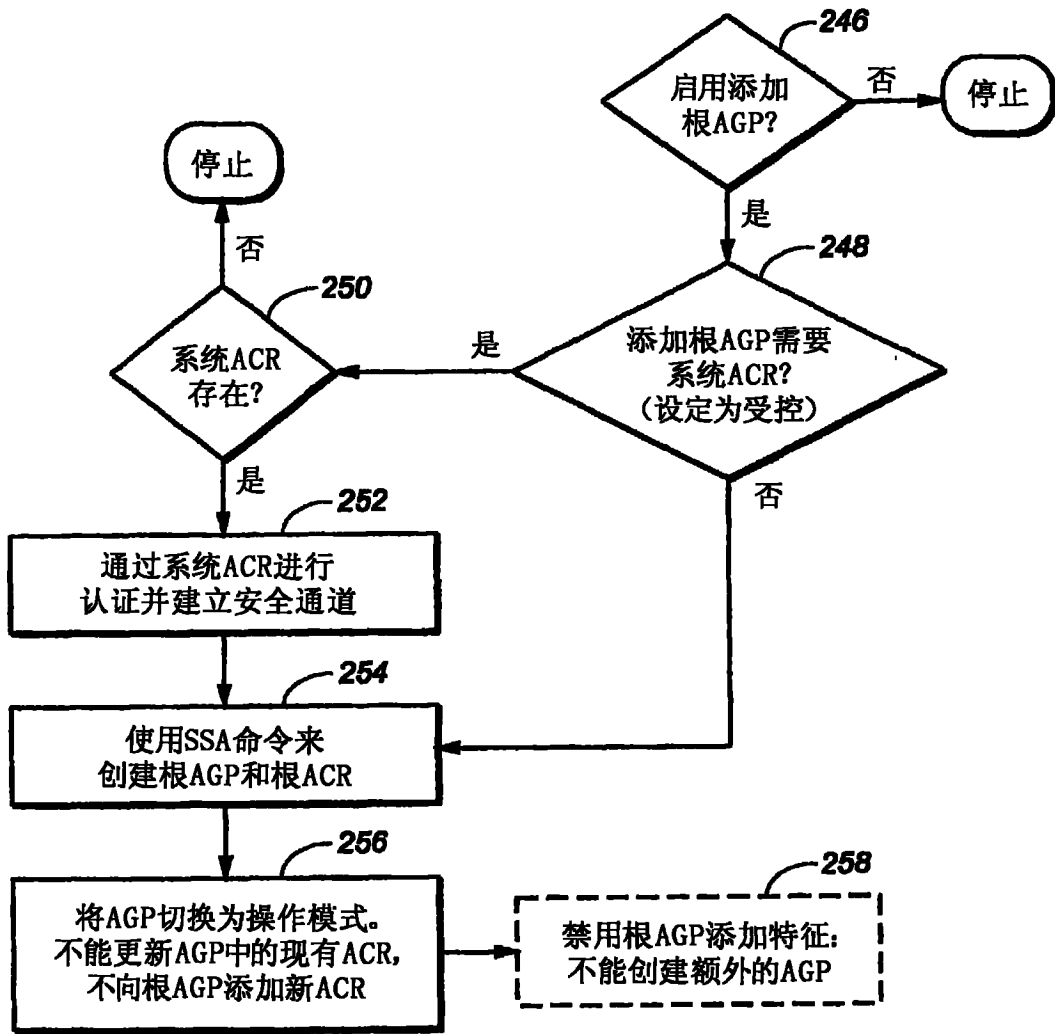 246
启用添加
根AGP?
否
停止
是
248
添加根AGP需要
系统ACR?
(设定为受控)
是
否
停止
否
250
系统ACR
存在?
是
252
通过系统ACR进行
认证并建立安全通道
254
使用SSA命令来
创建根AGP和根ACR
256
将AGP切换为操作模式。
不能更新AGP中的现有ACR,
不向根AGP添加新ACR
258
禁用根AGP添加特征:
不能创建额外的AGP